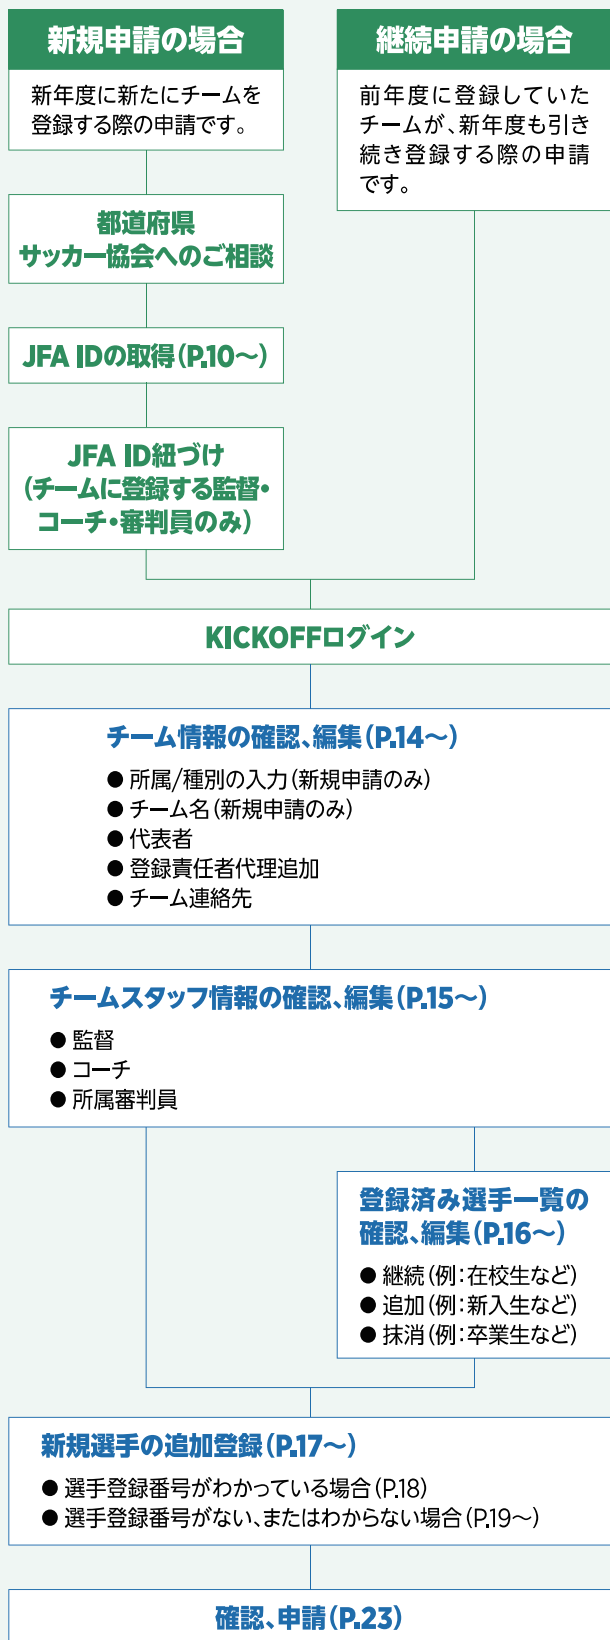 新規申請の場合
新年度に新たにチームを
登録する際の申請です。
継続申請の場合
前年度に登録していた
チームが、新年度も引き
続き登録する際の申請
です。
都道府県
サッカー協会へのご相談
JFA IDの取得(P.10〜)
JFA ID紐づけ
(チームに登録する監督・
コーチ・審判員のみ)
KICKOFFログイン
チーム情報の確認、編集(P.14〜)
● 所属/種別の入力(新規申請のみ)
● チーム名(新規申請のみ)
● 代表者
● 登録責任者代理追加
● チーム連絡先
チームスタッフ情報の確認、編集(P.15〜)
● 監督
● コーチ
● 所属審判員
登録済み選手一覧の
確認、編集(P.16〜)
● 継続(例:在校生など)
● 追加(例:新入生など)
● 抹消(例:卒業生など)
新規選手の追加登録(P.17〜)
● 選手登録番号がわかっている場合(P.18)
● 選手登録番号がない、またはわからない場合(P.19〜)
確認、申請(P.23)